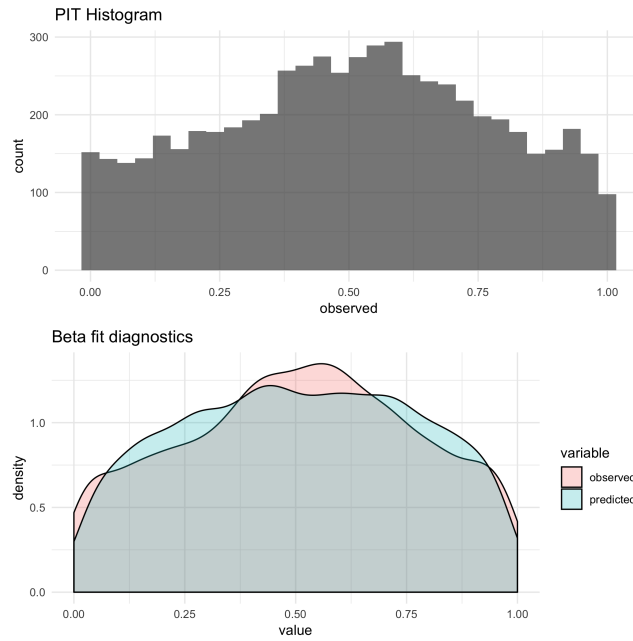 PIT Histogram
300
200
100
0
count
0.00 0.25 0.50 0.75 1.00
observed
Beta fit diagnostics
1.0
0.5
0.0
density
0.00 0.25 0.50 0.75 1.00
value
variable
observed
predicted